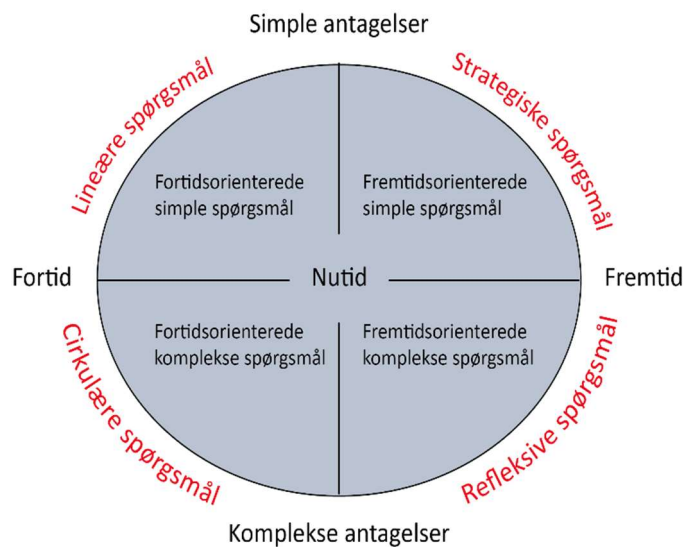 Simple antagelser
Lineære spørgsmål
Strategiske spørgsmål
Fortidsorienterede
simple spørgsmål
Fremtidsorienterede
simple spørgsmål
Fortid
Nutid
Fremtid
Fortidsorienterede
komplekse spørgsmål
Fremtidsorienterede
komplekse spørgsmål
Cirkulære spørgsmål
Refleksive spørgsmål
Komplekse antagelser